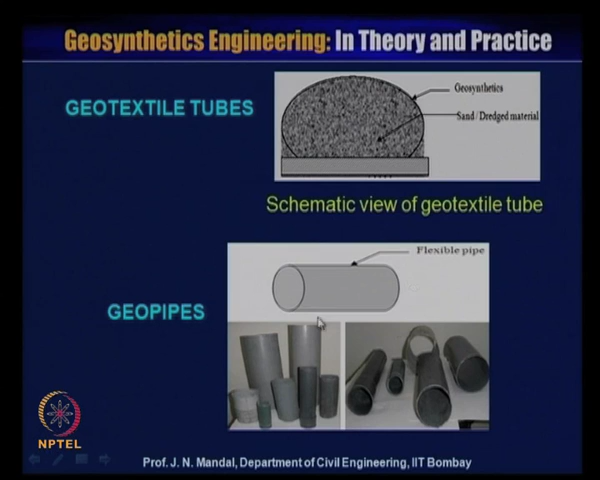 Geosynthetics Engineering: In Theory and Practice
GEOTEXTILE TUBES
Geosynthetics
Sand / Dredged material
Schematic view of geotextile tube
Flexible pipe
GEOPIPES
NPTEL
Prof. J. N. Mandal, Department of Civil Engineering, IIT Bombay